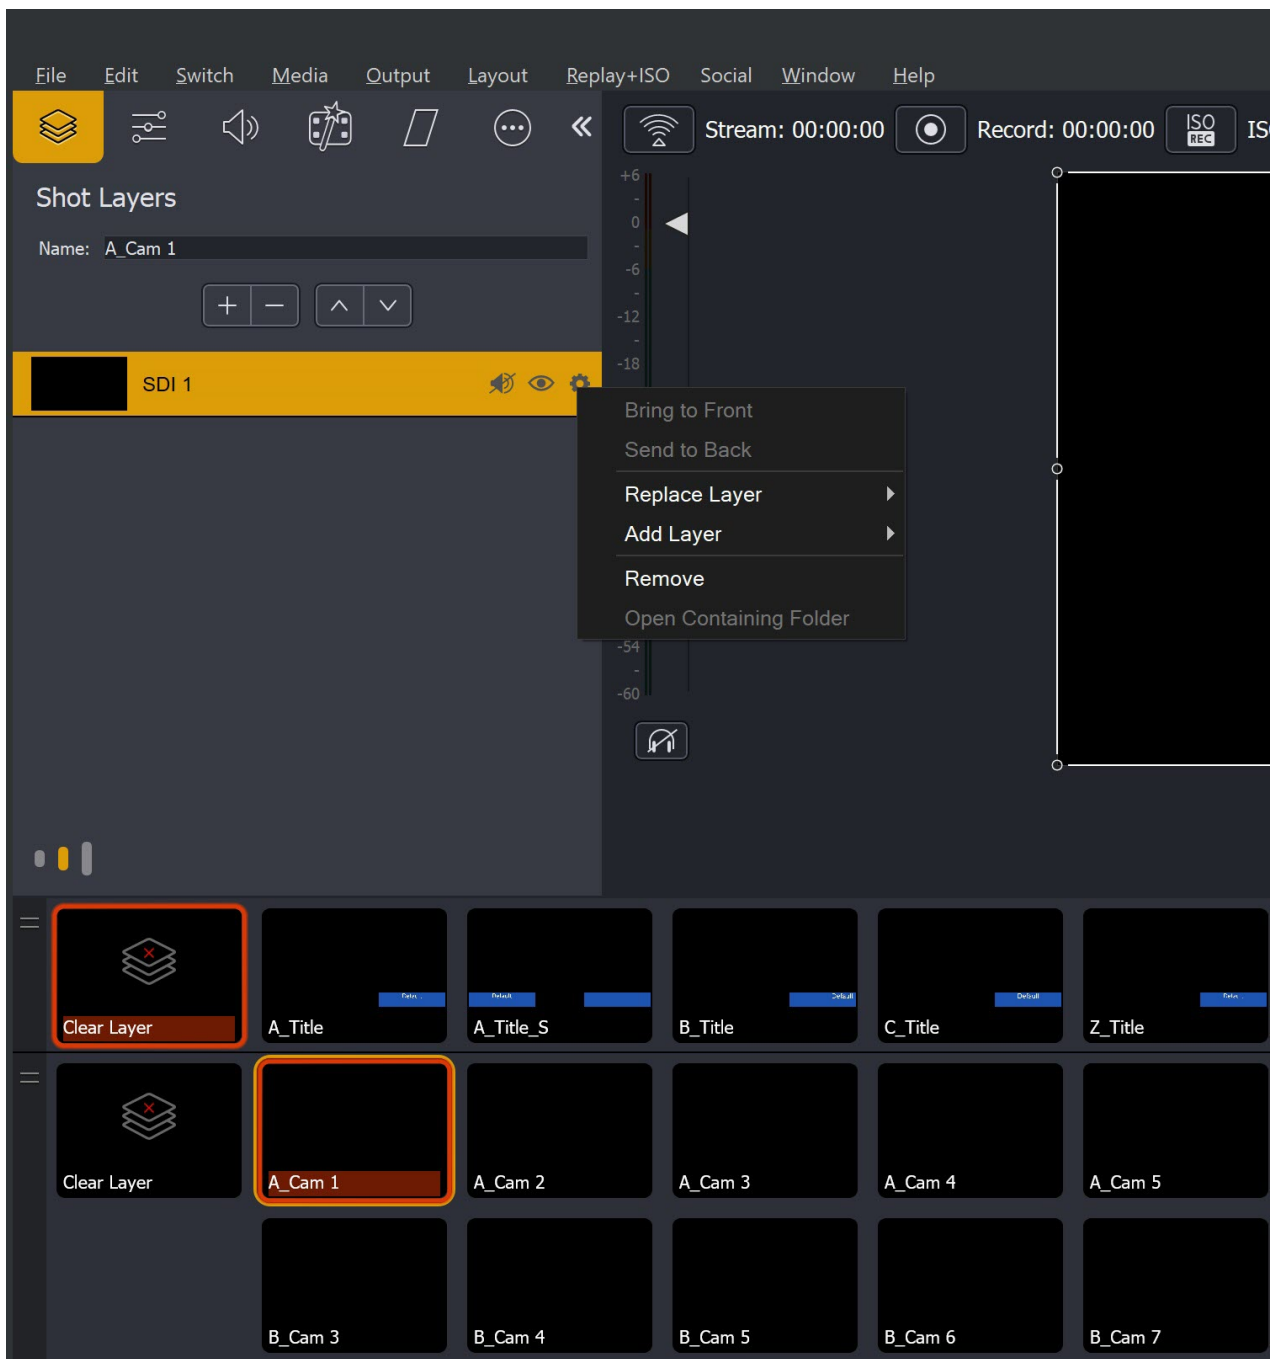 File Edit Switch Media Output Layout Replay+ISO Social Window Help
Stream: 00:00:00 Record: 00:00:00 ISO REC
Shot Layers
Name: A_Cam 1
+6
-
0
-
-6
-
-12
-
-18
SDI 1
Bring to Front
Send to Back
Replace Layer
Add Layer
Remove
Open Containing Folder
-54
-
-60
Default Default Default
Clear Layer A_Title A_Title_S B_Title C_Title Z_Title
Clear Layer A_Cam 1 A_Cam 2 A_Cam 3 A_Cam 4 A_Cam 5
B_Cam 3 B_Cam 4 B_Cam 5 B_Cam 6 B_Cam 7